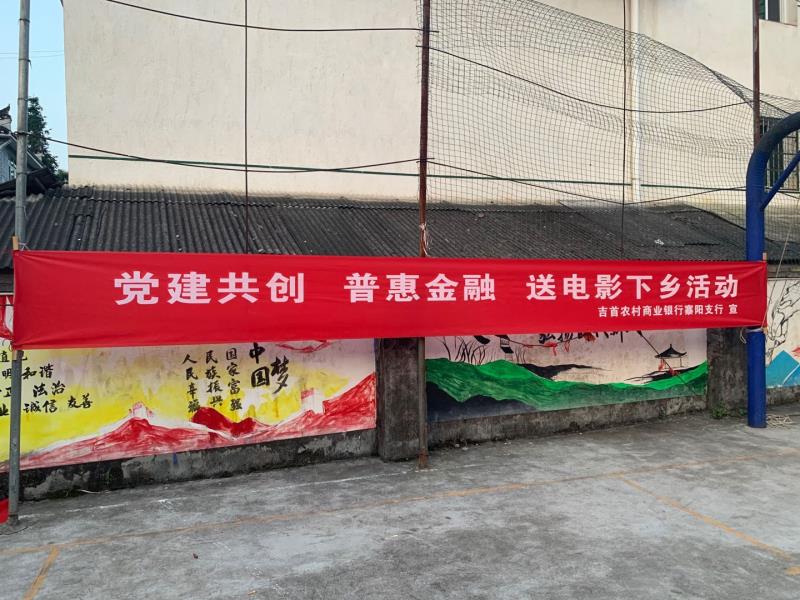 党建共创 普惠金融 送电影下乡活动
吉首农村商业银行寨阳支行 宣
中国梦
国家富强
民族振兴
人民幸福
和谐
法治
诚信 友善